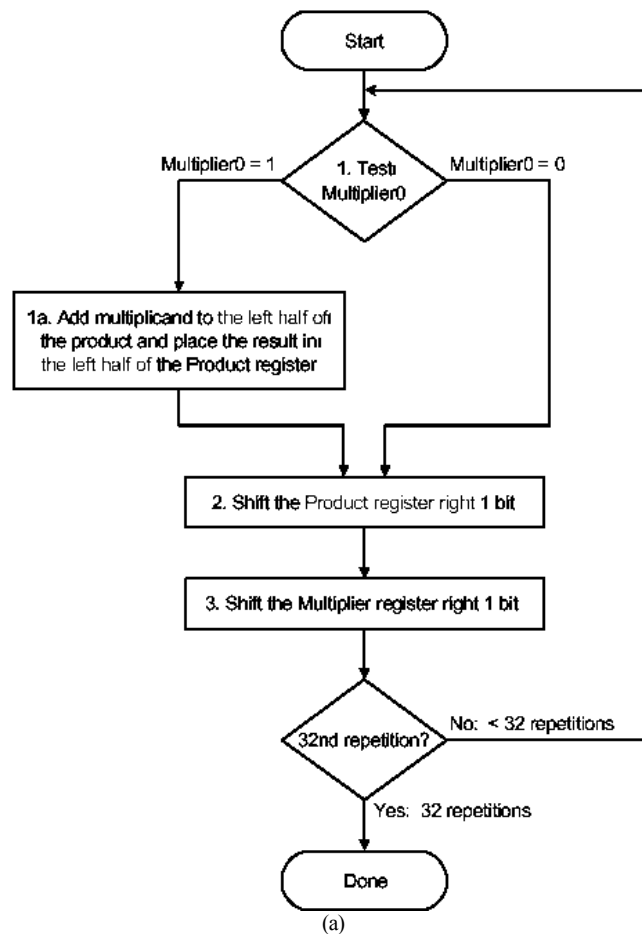 Start
Multiplier0 = 1
1. Test
Multiplier0
Multiplier0 = 0
1a. Add multiplicand to the left half of
the product and place the result in
the left half of the Product register
2. Shift the Product register right 1 bit
3. Shift the Multiplier register right 1 bit
32nd repetition?
No: < 32 repetitions
Yes: 32 repetitions
Done
(a)